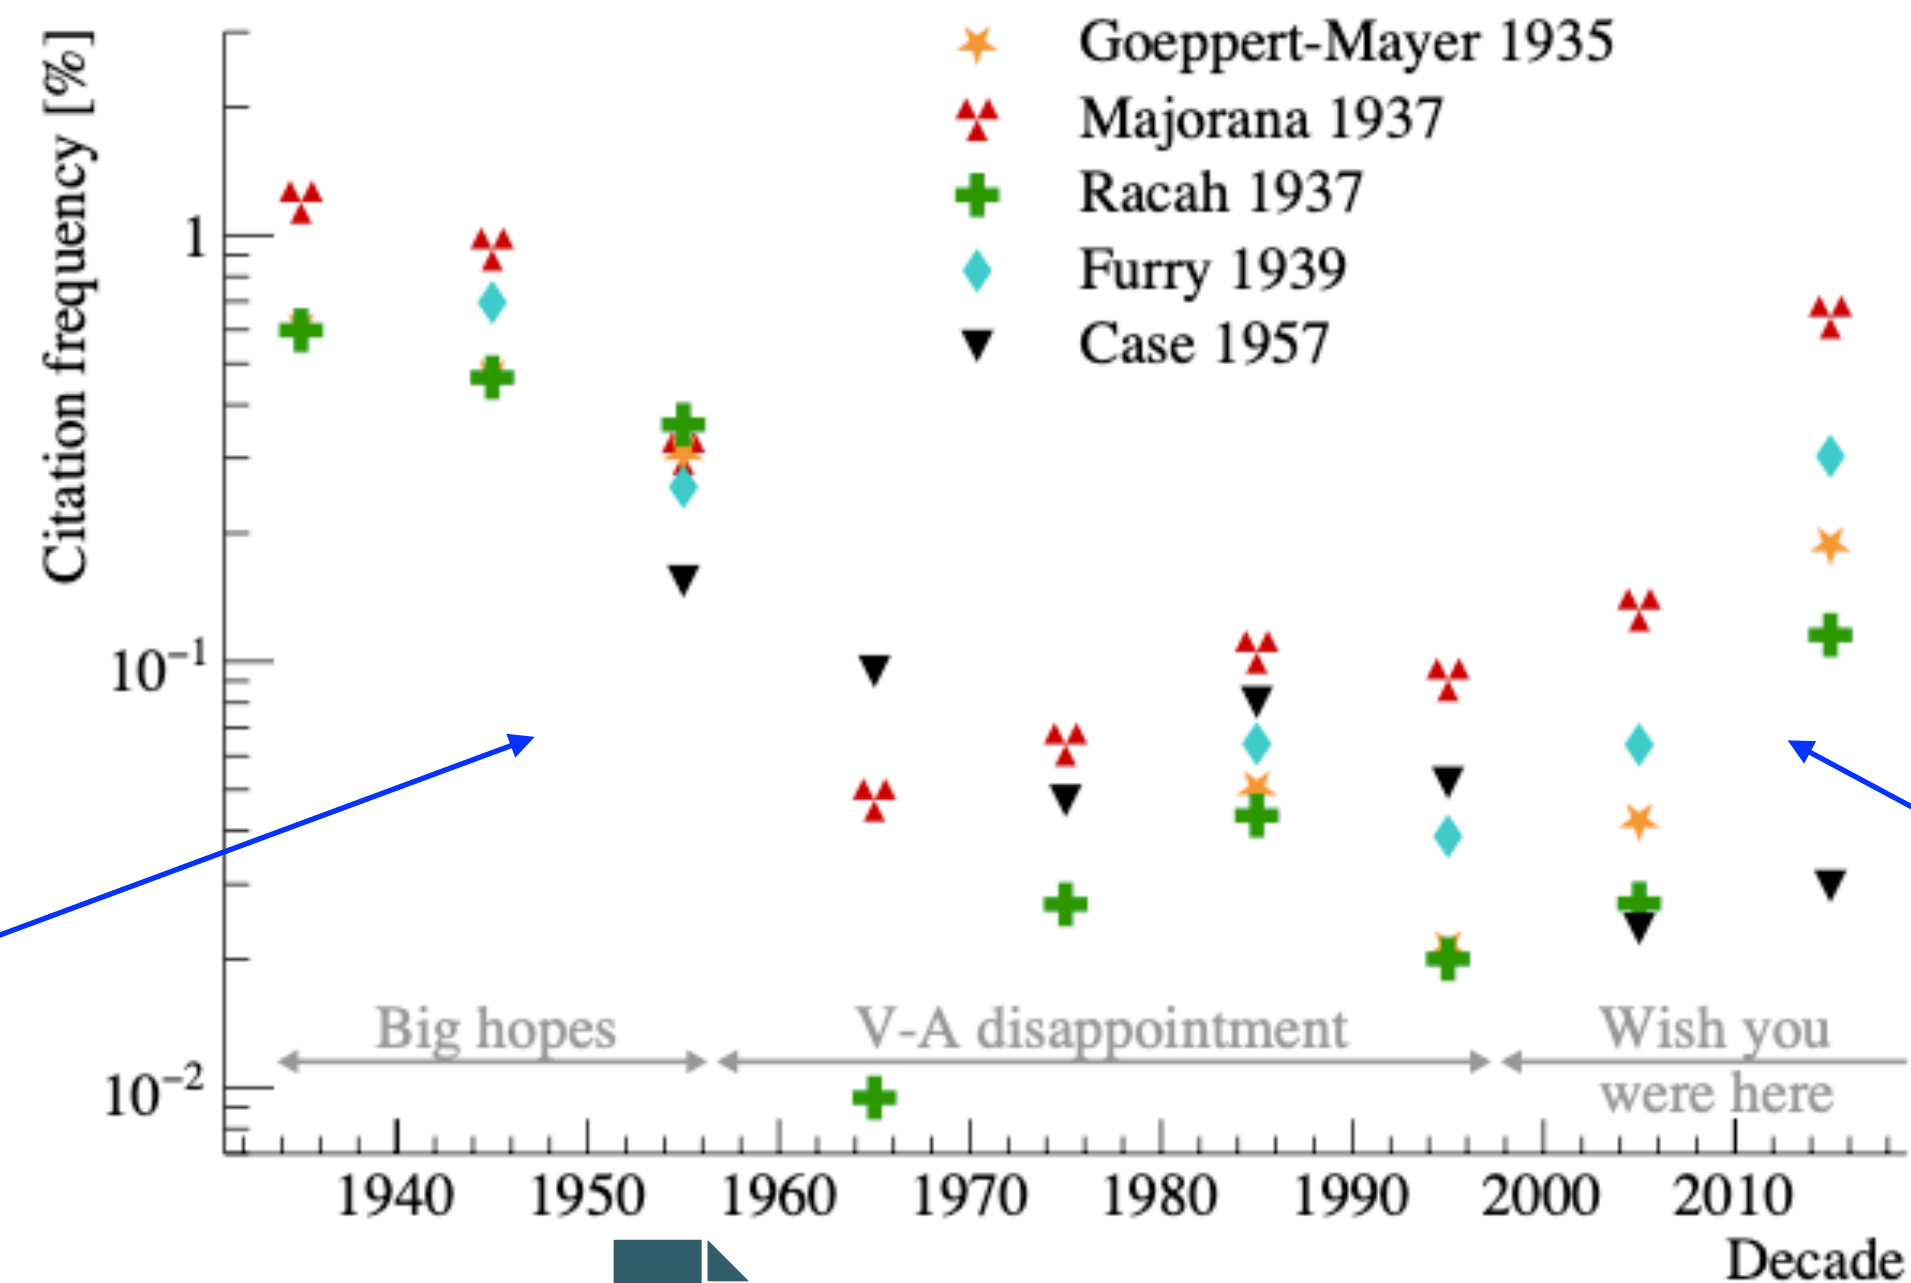 Citation frequency [%]
Goeppert-Mayer 1935
Majorana 1937
Racah 1937
Furry 1939
Case 1957
1
10⁻¹
10⁻²
Big hopes
V-A disappointment
Wish you
were here
1940 1950 1960 1970 1980 1990 2000 2010
Decade